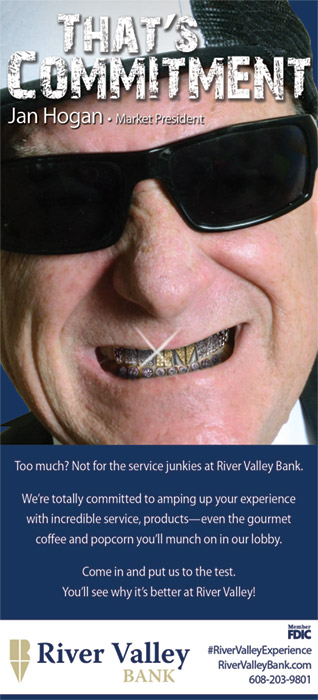 THAT'S
COMMITMENT
Jan Hogan • Market President
Too much? Not for the service junkies at River Valley Bank.
We're totally committed to amping up your experience
with incredible service, products—even the gourmet
coffee and popcorn you'll munch on in our lobby.
Come in and put us to the test.
You'll see why it's better at River Valley!
Member
FDIC
River Valley
BANK
#RiverValleyExperience
RiverValleyBank.com
608-203-9801